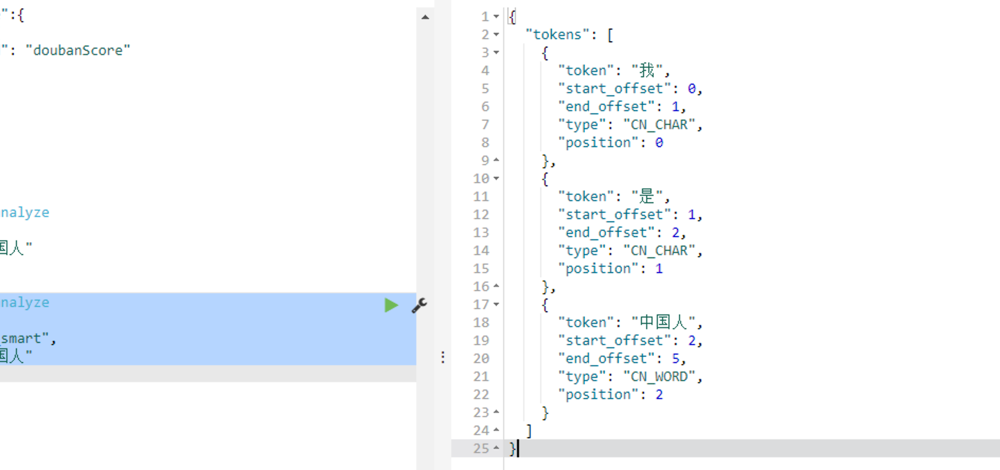 ":{
": "doubanScore"
nalyze
国人"
nalyze
_smart",
国人"
1 {
2 "tokens": [
3 {
4 "token": "我",
5 "start_offset": 0,
6 "end_offset": 1,
7 "type": "CN_CHAR",
8 "position": 0
9 },
10 {
11 "token": "是",
12 "start_offset": 1,
13 "end_offset": 2,
14 "type": "CN_CHAR",
15 "position": 1
16 },
17 {
18 "token": "中国人",
19 "start_offset": 2,
20 "end_offset": 5,
21 "type": "CN_WORD",
22 "position": 2
23 }
24 ]
25 }